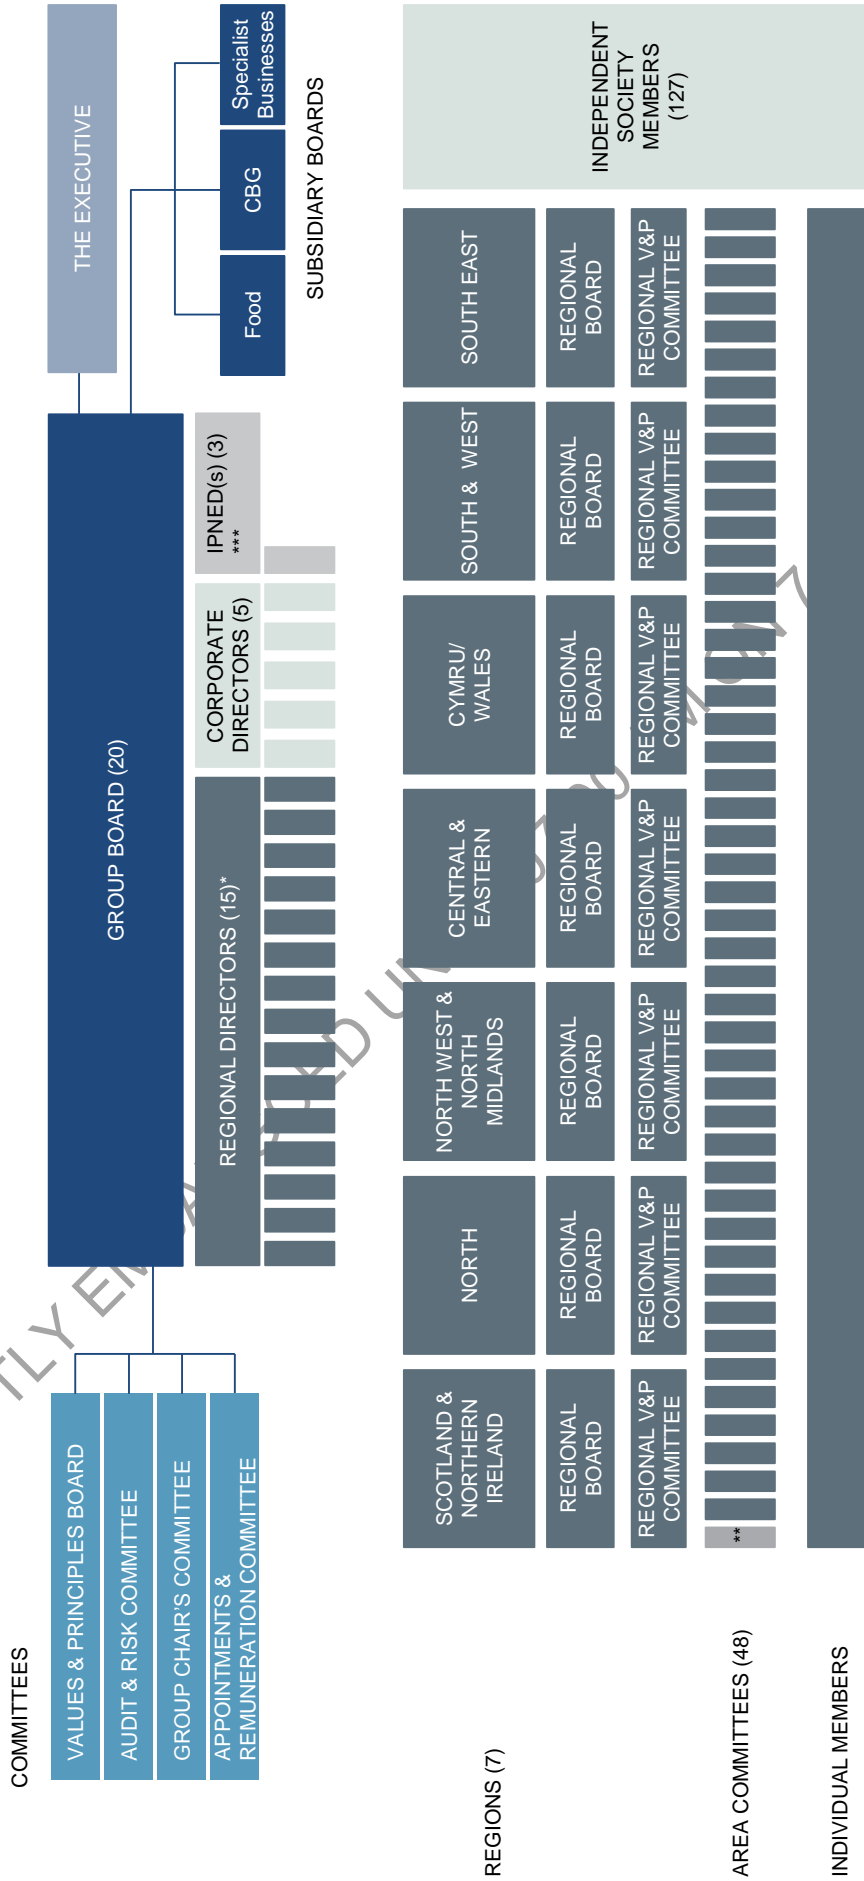 COMMITTEES
VALUES & PRINCIPLES BOARD
AUDIT & RISK COMMITTEE
GROUP CHAIR'S COMMITTEE
APPOINTMENTS &
REMUNERATION COMMITTEE
GROUP BOARD (20)
THE EXECUTIVE
REGIONAL DIRECTORS (15)*
CORPORATE
DIRECTORS (5)
IPNED(s) (3)
***
Food
CBG
Specialist
Businesses
SUBSIDIARY BOARDS
REGIONS (7)
SCOTLAND &
NORTHERN
IRELAND
NORTH
NORTH WEST &
NORTH
MIDLANDS
CENTRAL &
EASTERN
CYMRU/
WALES
SOUTH & WEST
SOUTH EAST
INDEPENDENT
SOCIETY
MEMBERS
(127)
REGIONAL
BOARD
REGIONAL
BOARD
REGIONAL
BOARD
REGIONAL
BOARD
REGIONAL
BOARD
REGIONAL
BOARD
REGIONAL
BOARD
REGIONAL V&P
COMMITTEE
REGIONAL V&P
COMMITTEE
REGIONAL V&P
COMMITTEE
REGIONAL V&P
COMMITTEE
REGIONAL V&P
COMMITTEE
REGIONAL V&P
COMMITTEE
REGIONAL V&P
COMMITTEE
AREA COMMITTEES (48)
**
INDIVIDUAL MEMBERS